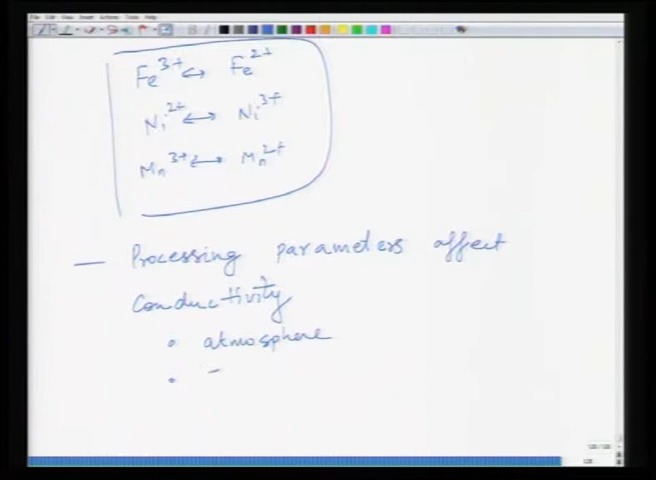 Fe³⁺ ↔ Fe²⁺
Ni²⁺ ↔ Ni³⁺
Mn³⁺ ↔ Mn²⁺
— Processing parameters affect
Conductivity
• atmosphere
•